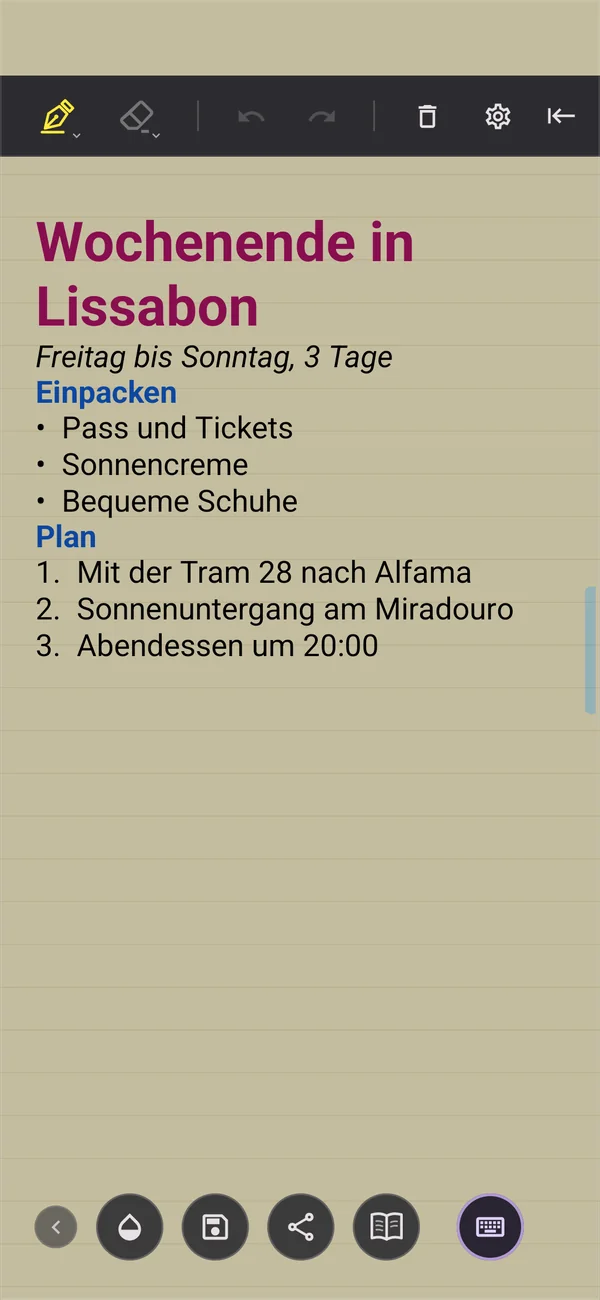 Wochenende in
Lissabon
Freitag bis Sonntag, 3 Tage
Einpacken
• Pass und Tickets
• Sonnencreme
• Bequeme Schuhe
Plan
1. Mit der Tram 28 nach Alfama
2. Sonnenuntergang am Miradouro
3. Abendessen um 20:00